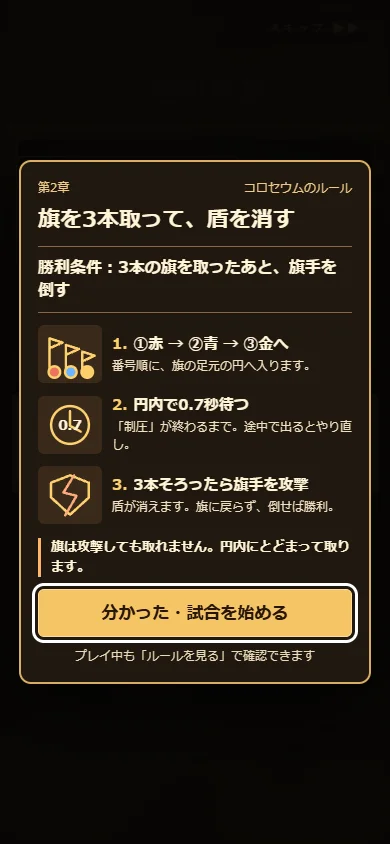 第2章
コロセウムのルール
旗を3本取って、盾を消す
勝利条件：3本の旗を取ったあと、旗手を
倒す
1. ①赤 → ②青 → ③金へ
番号順に、旗の足元の円へ入ります。
0.7
2. 円内で0.7秒待つ
「制圧」が終わるまで。途中で出るとやり直
し。
3. 3本そろったら旗手を攻撃
盾が消えます。旗に戻らず、倒せば勝利。
旗は攻撃しても取れません。円内にとどまって取り
ます。
分かった・試合を始める
プレイ中も「ルールを見る」で確認できます